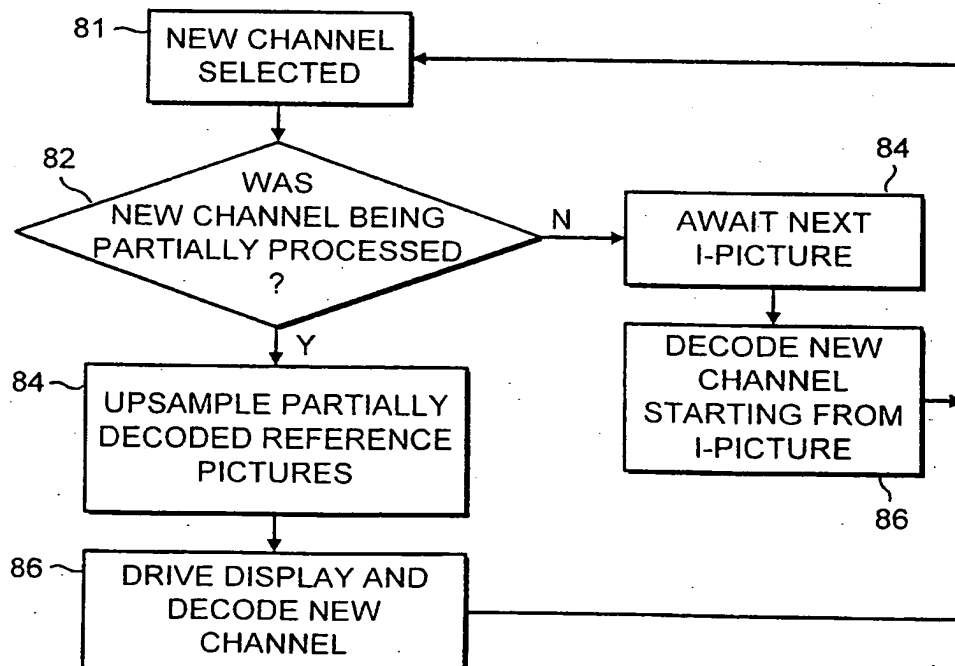 81
NEW CHANNEL
SELECTED
82
WAS
NEW CHANNEL BEING
PARTIALLY PROCESSED
?
N
84
AWAIT NEXT
I-PICTURE
Y
DECODE NEW
CHANNEL
STARTING FROM
I-PICTURE
86
84
UPSAMPLE PARTIALLY
DECODED REFERENCE
PICTURES
86
DRIVE DISPLAY AND
DECODE NEW
CHANNEL